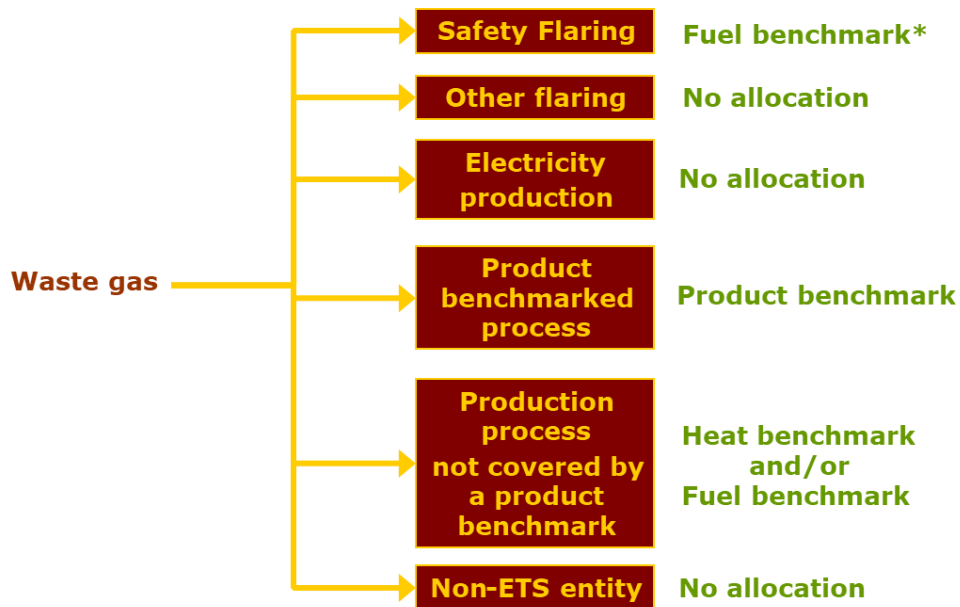 Safety Flaring
Fuel benchmark*
Other flaring
No allocation
Electricity
production
No allocation
Waste gas
Product
benchmarked
process
Product benchmark
Production
process
not covered by
a product
benchmark
Heat benchmark
and/or
Fuel benchmark
Non-ETS entity
No allocation